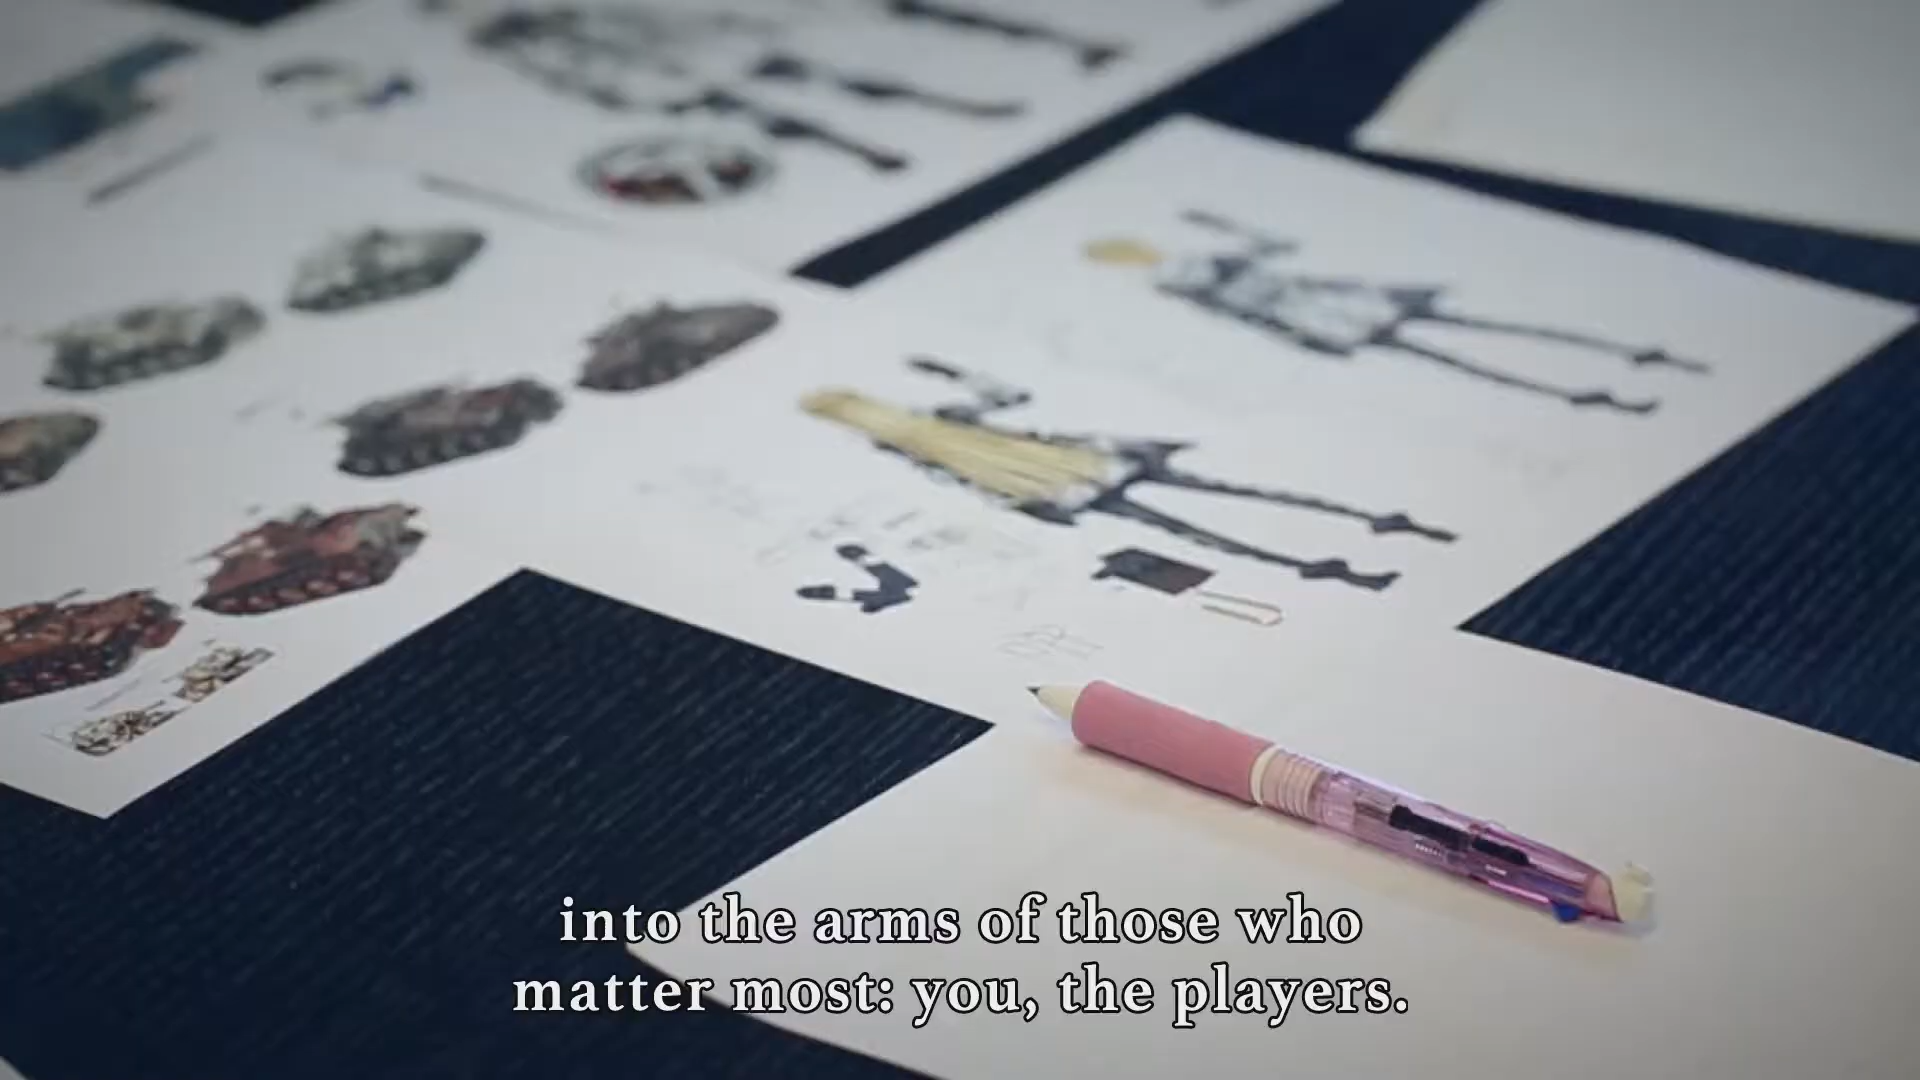 into the arms of those who
matter most: you, the players.